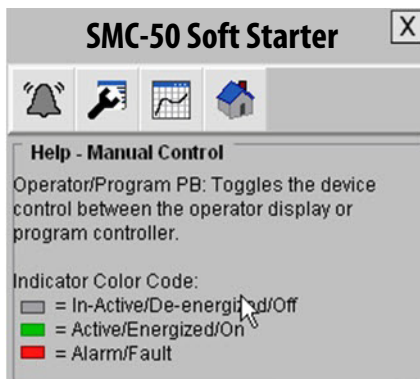 SMC-50 Soft Starter
X
Help - Manual Control
Operator/Program PB: Toggles the device
control between the operator display or
program controller.
Indicator Color Code:
= In-Active/De-energized/Off
= Active/Energized/On
= Alarm/Fault